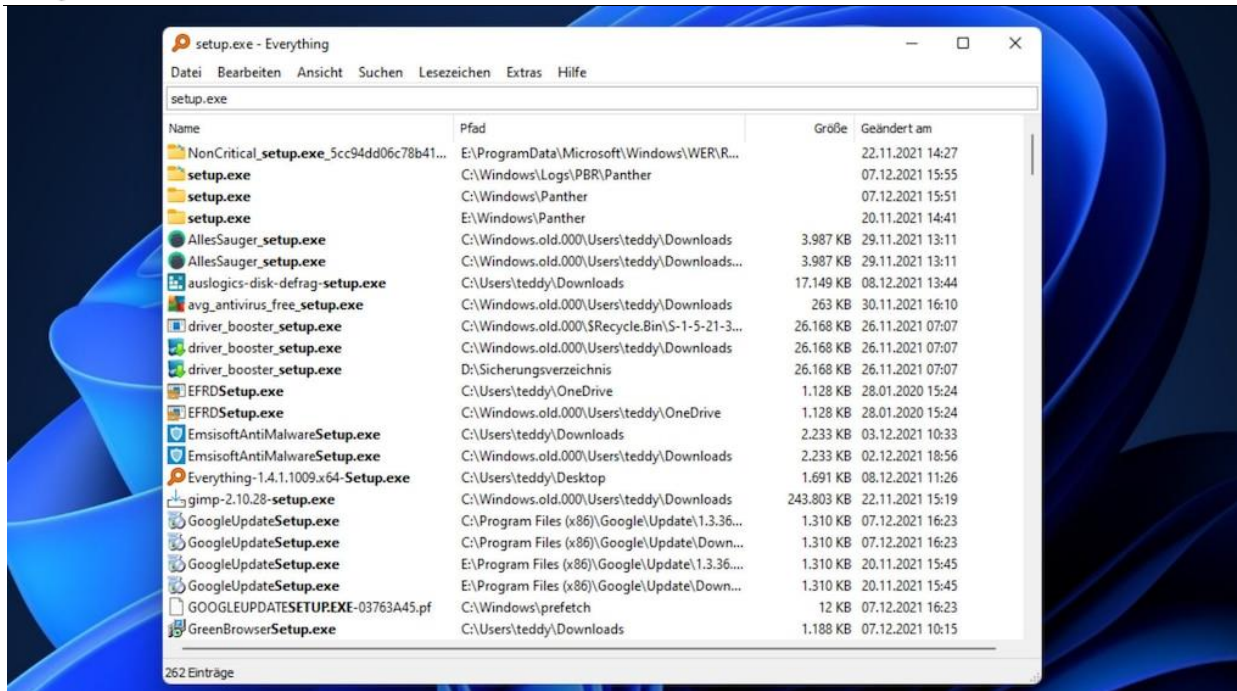 setup.exe - Everything
Datei Bearbeiten Ansicht Suchen Lesezeichen Extras Hilfe
setup.exe
Name Pfad Größe Geändert am
NonCritical_setup.exe_5cc94dd06c78b41... E:\ProgramData\Microsoft\Windows\WER\R... 22.11.2021 14:27
setup.exe C:\Windows\Logs\PBR\Panther 07.12.2021 15:55
setup.exe C:\Windows\Panther 07.12.2021 15:51
setup.exe E:\Windows\Panther 20.11.2021 14:41
AllesSauger_setup.exe C:\Windows.old.000\Users\teddy\Downloads 3.987 KB 29.11.2021 13:11
AllesSauger_setup.exe C:\Windows.old.000\Users\teddy\Downloads... 3.987 KB 29.11.2021 13:11
auslogics-disk-defrag-setup.exe C:\Users\teddy\Downloads 17.149 KB 08.12.2021 13:44
avg_antivirus_free_setup.exe C:\Windows.old.000\Users\teddy\Downloads 263 KB 30.11.2021 16:10
driver_booster_setup.exe C:\Windows.old.000\$Recycle.Bin\S-1-5-21-3... 26.168 KB 26.11.2021 07:07
driver_booster_setup.exe C:\Windows.old.000\Users\teddy\Downloads 26.168 KB 26.11.2021 07:07
driver_booster_setup.exe D:\Sicherungsverzeichnis 26.168 KB 26.11.2021 07:07
EFRDSetup.exe C:\Users\teddy\OneDrive 1.128 KB 28.01.2020 15:24
EFRDSetup.exe C:\Windows.old.000\Users\teddy\OneDrive 1.128 KB 28.01.2020 15:24
EmsisoftAntiMalwareSetup.exe C:\Users\teddy\Downloads 2.233 KB 03.12.2021 10:33
EmsisoftAntiMalwareSetup.exe C:\Windows.old.000\Users\teddy\Downloads 2.233 KB 02.12.2021 18:56
Everything-1.4.1.1009.x64-Setup.exe C:\Users\teddy\Desktop 1.691 KB 08.12.2021 11:26
gimp-2.10.28-setup.exe C:\Windows.old.000\Users\teddy\Downloads 243.803 KB 22.11.2021 15:19
GoogleUpdateSetup.exe C:\Program Files (x86)\Google\Update\1.3.36... 1.310 KB 07.12.2021 16:23
GoogleUpdateSetup.exe C:\Program Files (x86)\Google\Update\Down... 1.310 KB 07.12.2021 16:23
GoogleUpdateSetup.exe E:\Program Files (x86)\Google\Update\1.3.36.... 1.310 KB 20.11.2021 15:45
GoogleUpdateSetup.exe E:\Program Files (x86)\Google\Update\Down... 1.310 KB 20.11.2021 15:45
GOOGLEUPDATESETUP.EXE-03763A45.pf C:\Windows\prefetch 12 KB 07.12.2021 16:23
GreenBrowserSetup.exe C:\Users\teddy\Downloads 1.188 KB 07.12.2021 10:15
262 Einträge